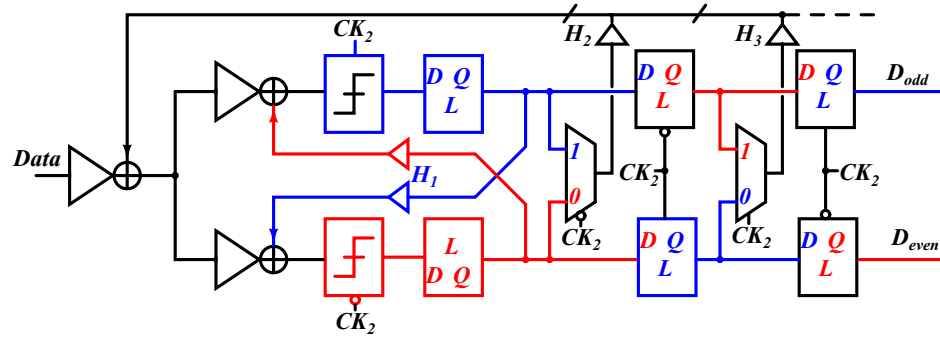 CK2
H2
H3
D Q
L
D Q
L
D Q
L
D Q
L
Dodd
Data
H1
1
0
CK2
CK2
1
0
CK2
CK2
L
D Q
D Q
L
D Q
L
Deven
CK2